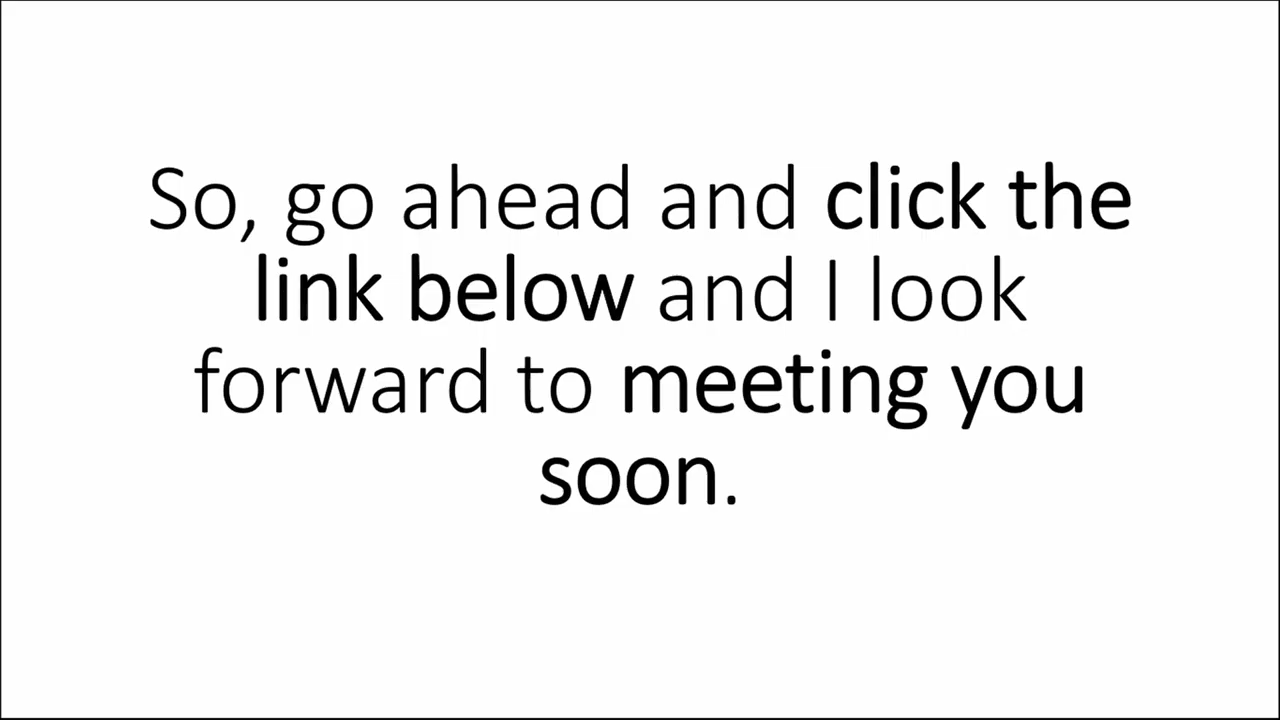 So, go ahead and click the
link below and I look
forward to meeting you
soon.